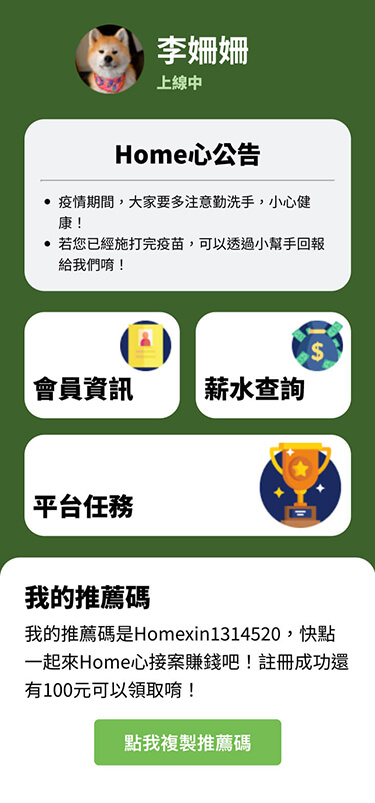 李姍姍
上線中
Home心公告
疫情期間，大家要多注意勤洗手，小心健
康！
若您已經施打完疫苗，可以透過小幫手回報
給我們唷！
會員資訊
薪水查詢
平台任務
我的推薦碼
我的推薦碼是Homexin1314520，快點
一起來Home心接案賺錢吧！註冊成功還
有100元可以領取唷！
點我複製推薦碼